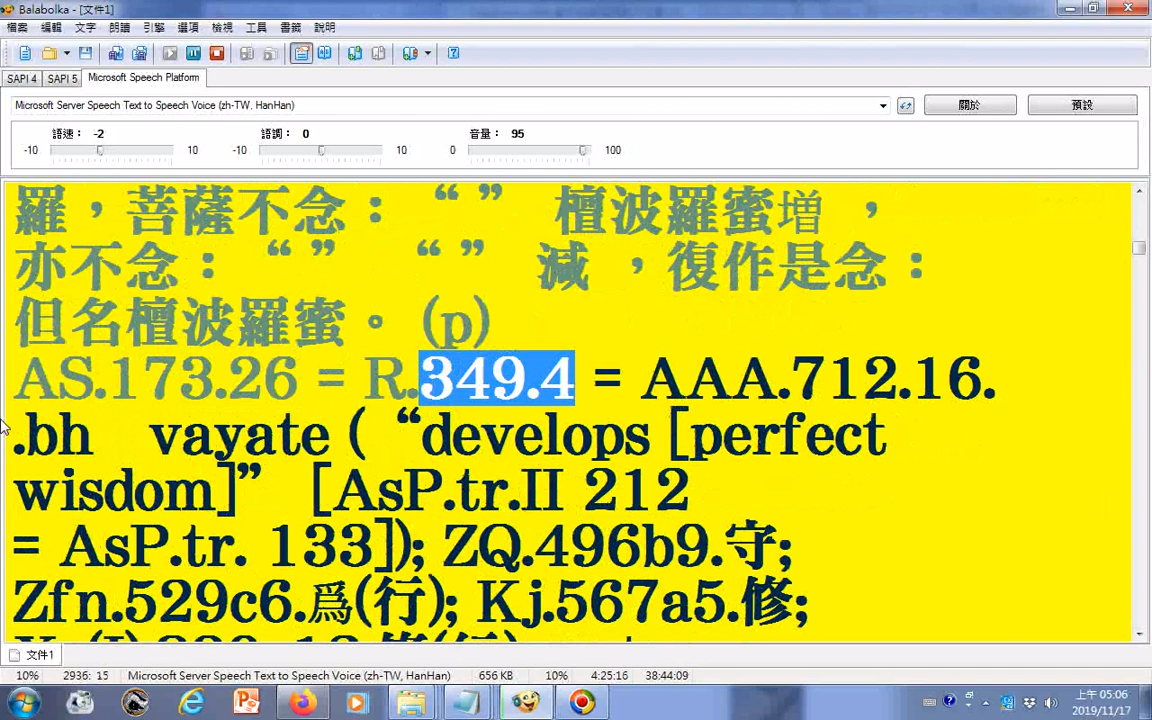 Balabolka - [文件1]
檔案 編輯 文字 朗讀 引擎 選項 檢視 工具 書籤 說明
SAPI 4 SAPI 5 Microsoft Speech Platform
Microsoft Server Speech Text to Speech Voice (zh-TW, HanHan) 關於 預設
語速： -2 語調： 0 音量： 95
-10 10 -10 10 0 100
羅，菩薩不念：“ ” 檀波羅蜜增 ，
亦不念：“ ” “ ” 減 ，復作是念：
但名檀波羅蜜。(p)
AS.173.26 = R.349.4 = AAA.712.16.
.bh vayate (“develops [perfect
wisdom]” [AsP.tr.II 212
= AsP.tr. 133]); ZQ.496b9.守;
Zfn.529c6.爲(行); Kj.567a5.修;
文件1
10% 2936: 15 Microsoft Server Speech Text to Speech Voice (zh-TW, HanHan) 656 KB 10% 4:25:16 38:44:09
上午 05:06
2019/11/17